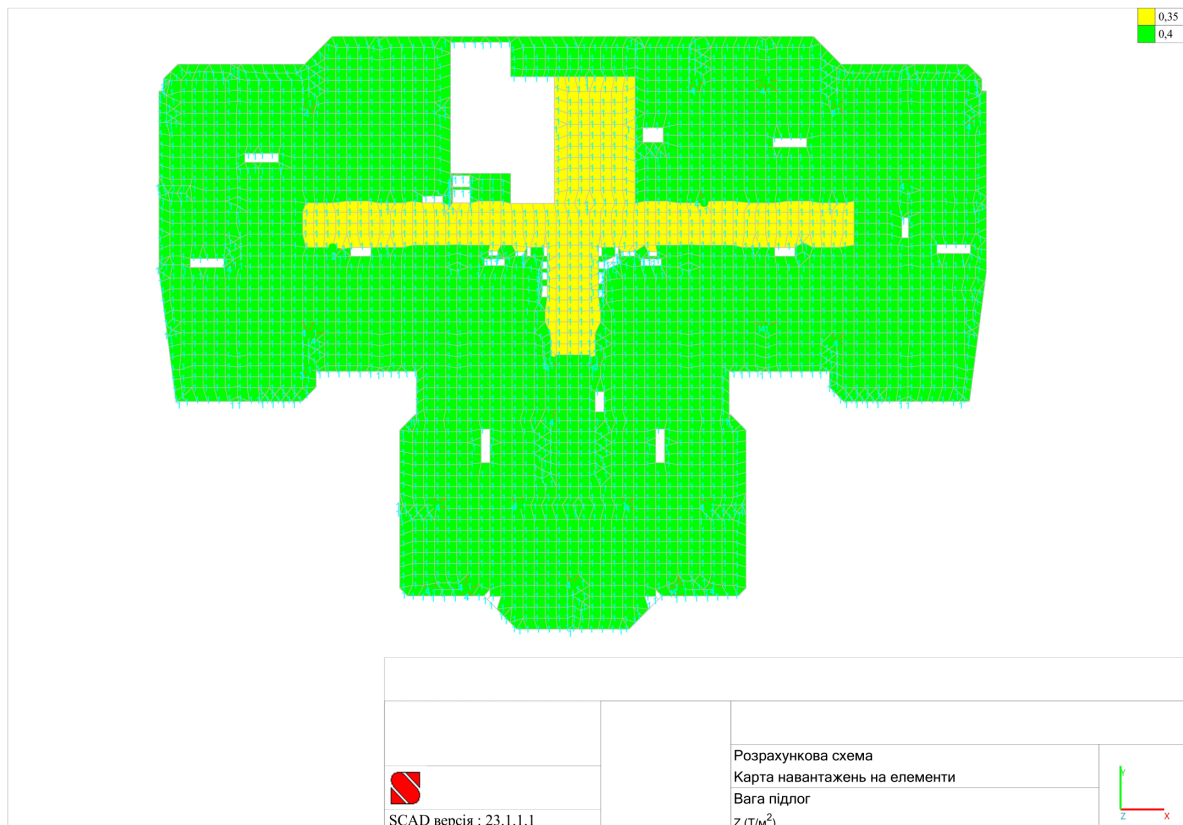 0,35
0,4
Розрахункова схема
Карта навантажень на елементи
Вага підлог
Z (Т/м²)
SCAD версія : 23.1.1.1
Y
Z
X